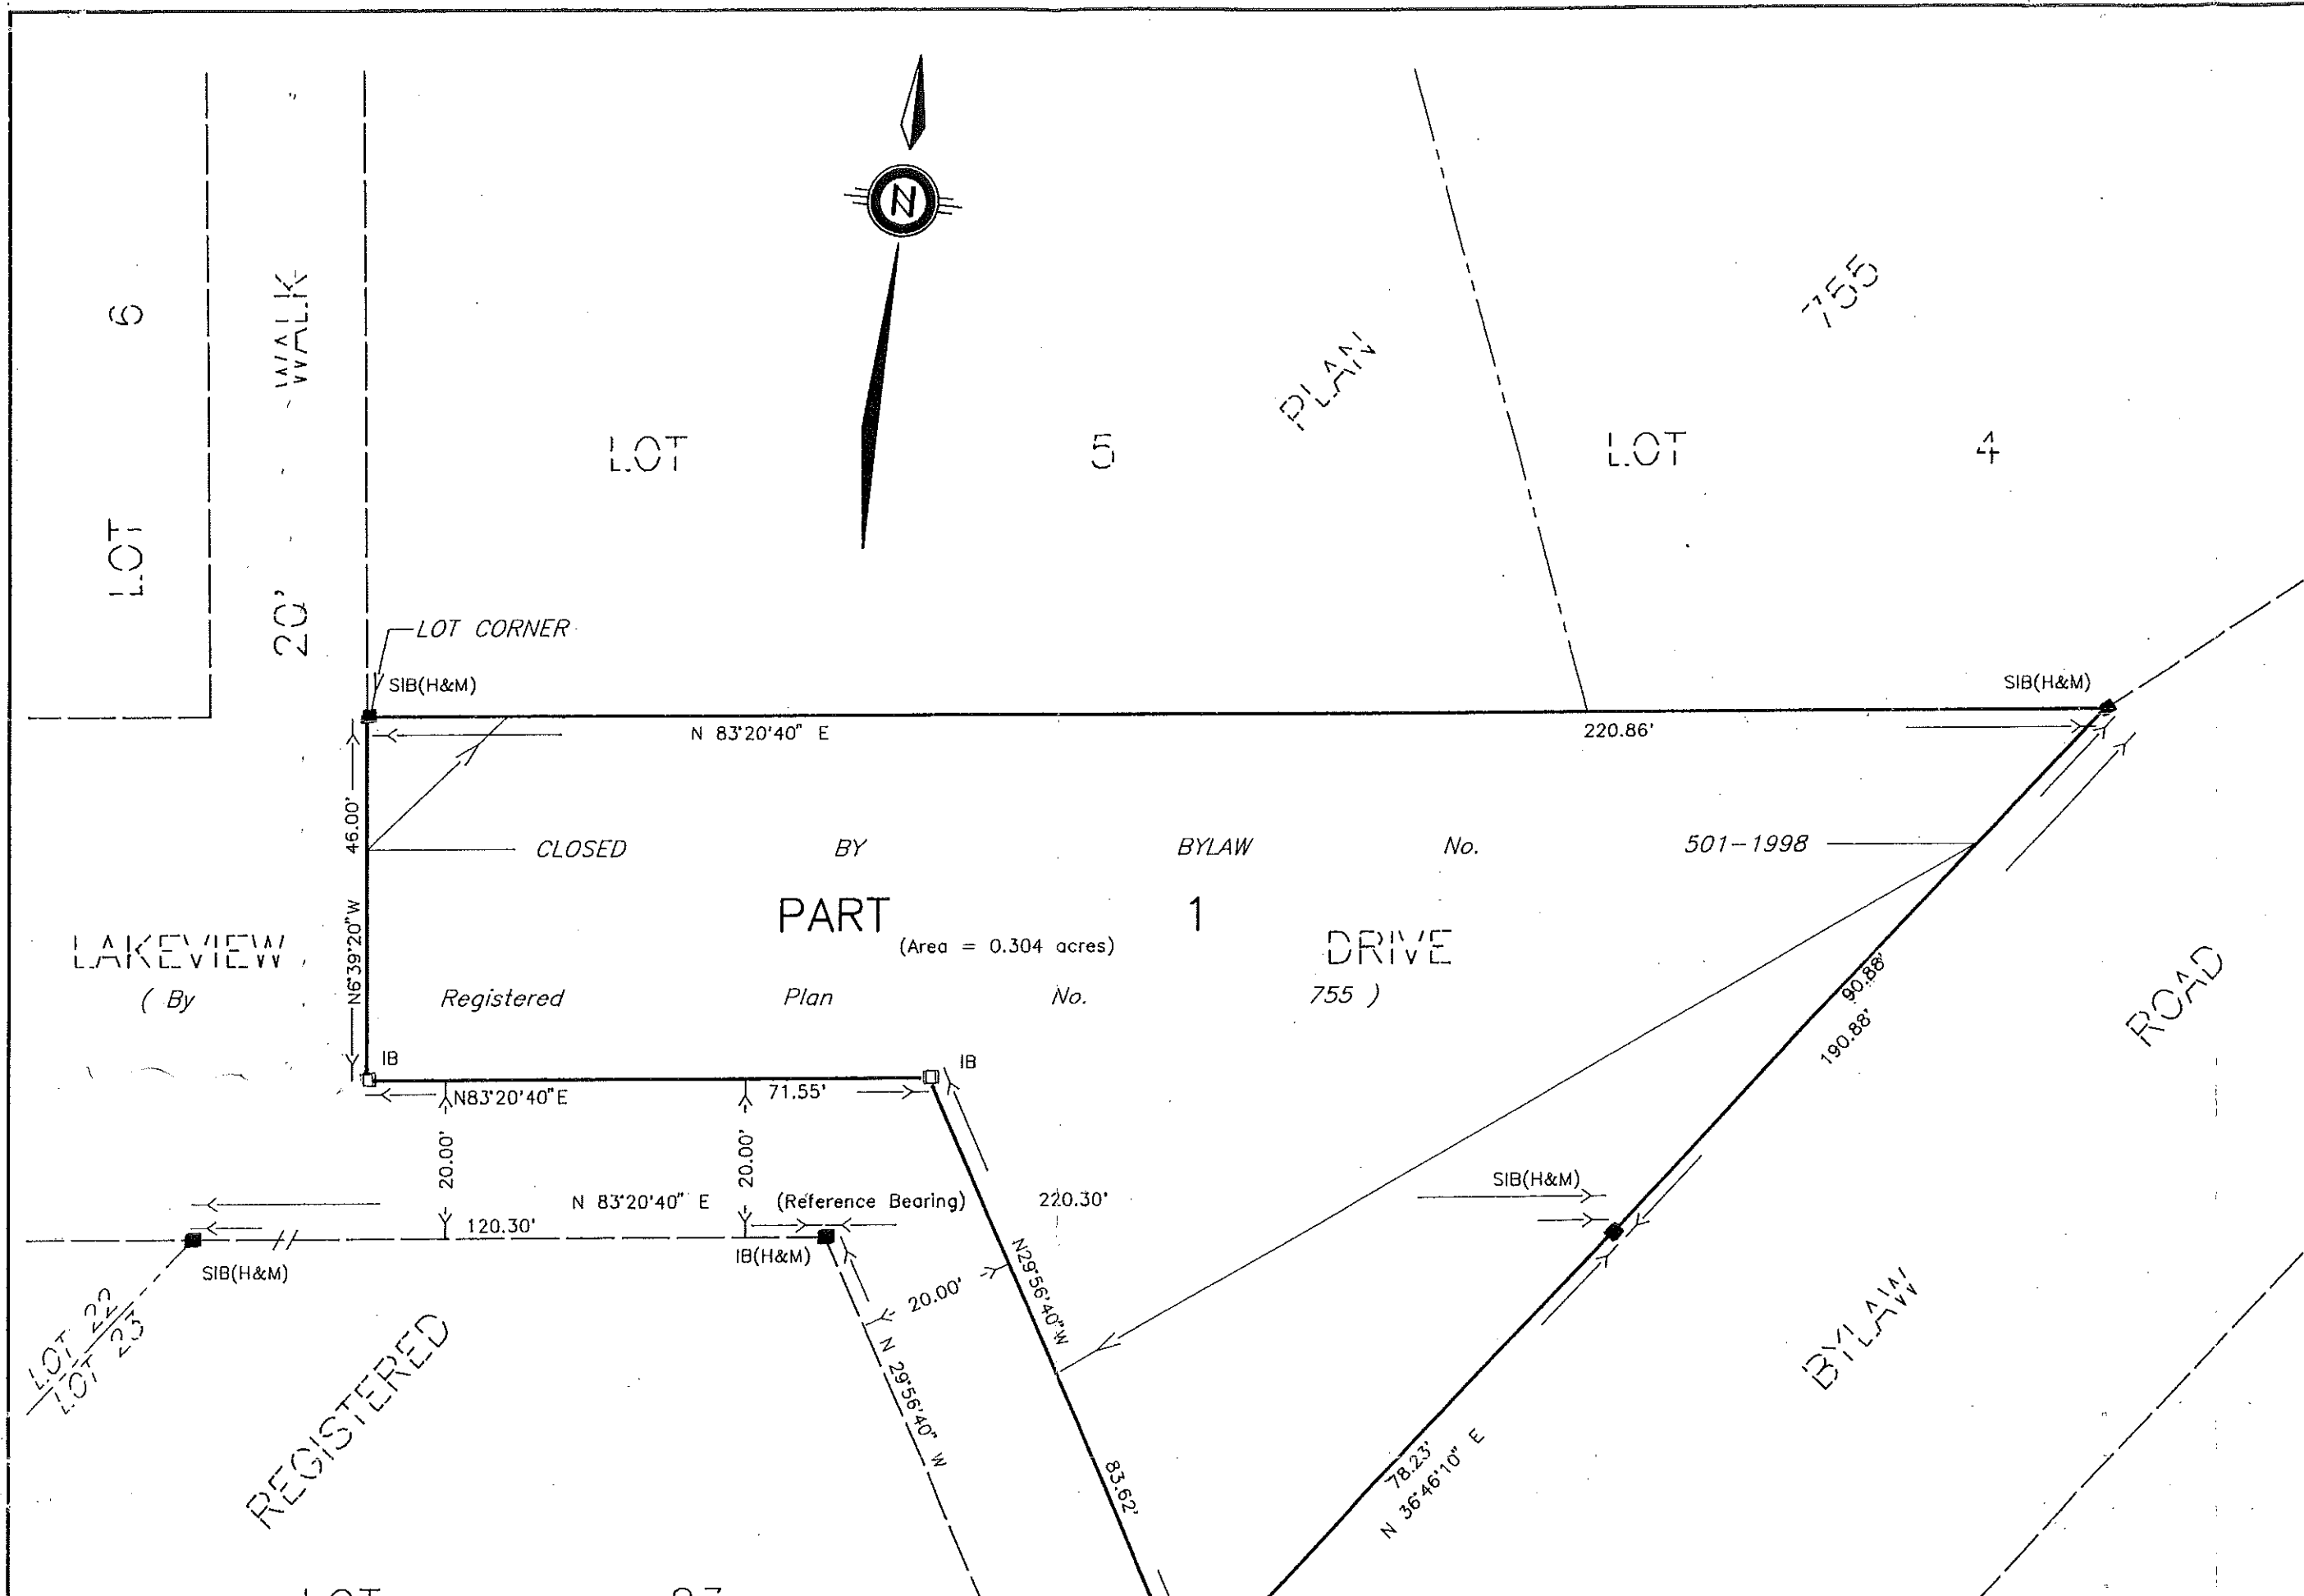 N
LOT 6
20' WALK
LOT 5
PLAN 755
LOT 4
LOT CORNER
SIB(H&M)
SIB(H&M)
N 83°20'40" E 220.86'
46.00'
N6°39'20"W
CLOSED BY BYLAW No. 501-1998
PART 1
(Area = 0.304 acres)
LAKEVIEW DRIVE
( By Registered Plan No. 755 )
90.88'
190.88'
ROAD
IB
IB
N83°20'40"E 71.55'
20.00'
20.00'
N 83°20'40" E (Reference Bearing) 220.30'
120.30'
SIB(H&M)
IB(H&M)
SIB(H&M)
N29°56'40"W
20.00'
N 29°56'40" W
83.62'
BYLAW
LOT 22
LOT 23
REGISTERED
78.23'
N 36°46'10" E
LOT